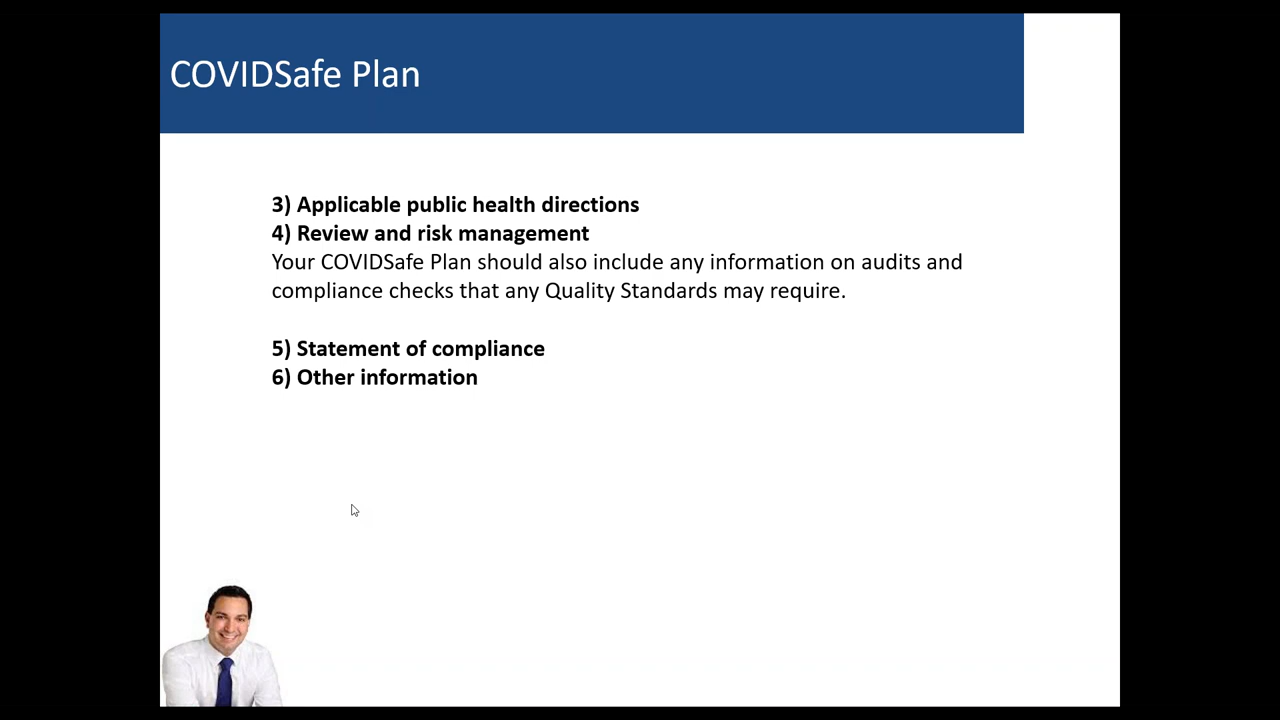 COVIDSafe Plan
3) Applicable public health directions
4) Review and risk management
Your COVIDSafe Plan should also include any information on audits and
compliance checks that any Quality Standards may require.
5) Statement of compliance
6) Other information